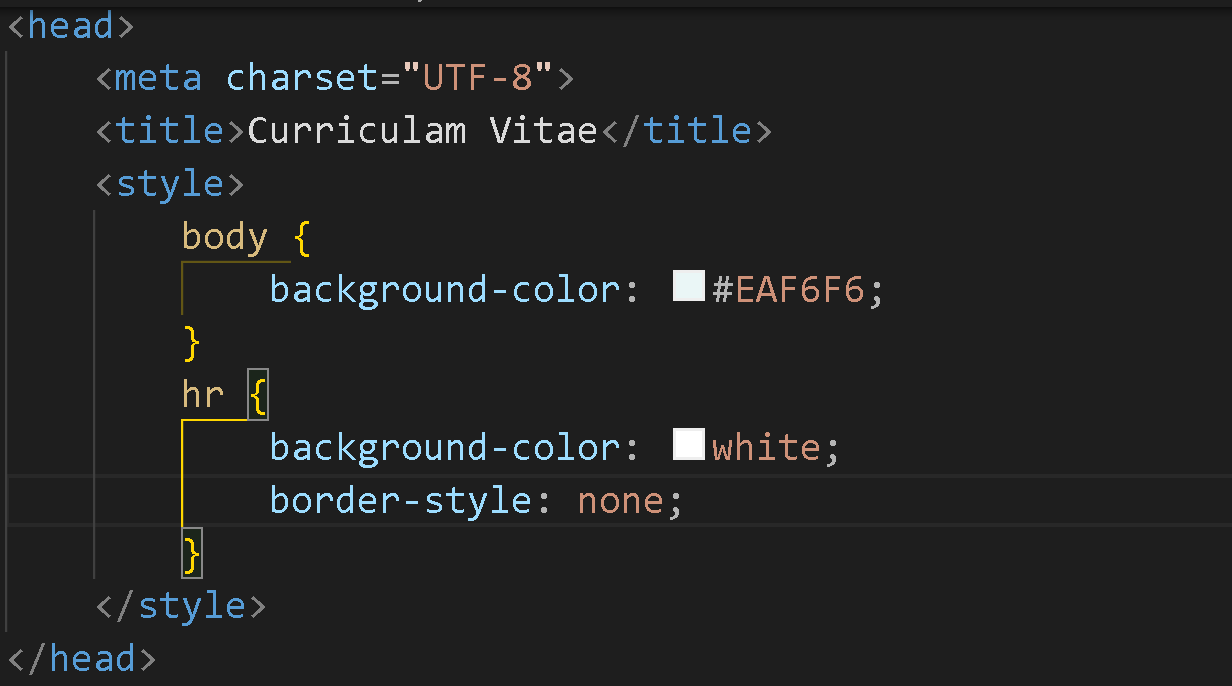 <head>
<meta charset="UTF-8">
<title>Curriculam Vitae</title>
<style>
body {
background-color: #EAF6F6;
}
hr {
background-color: white;
border-style: none;
}
</style>
</head>